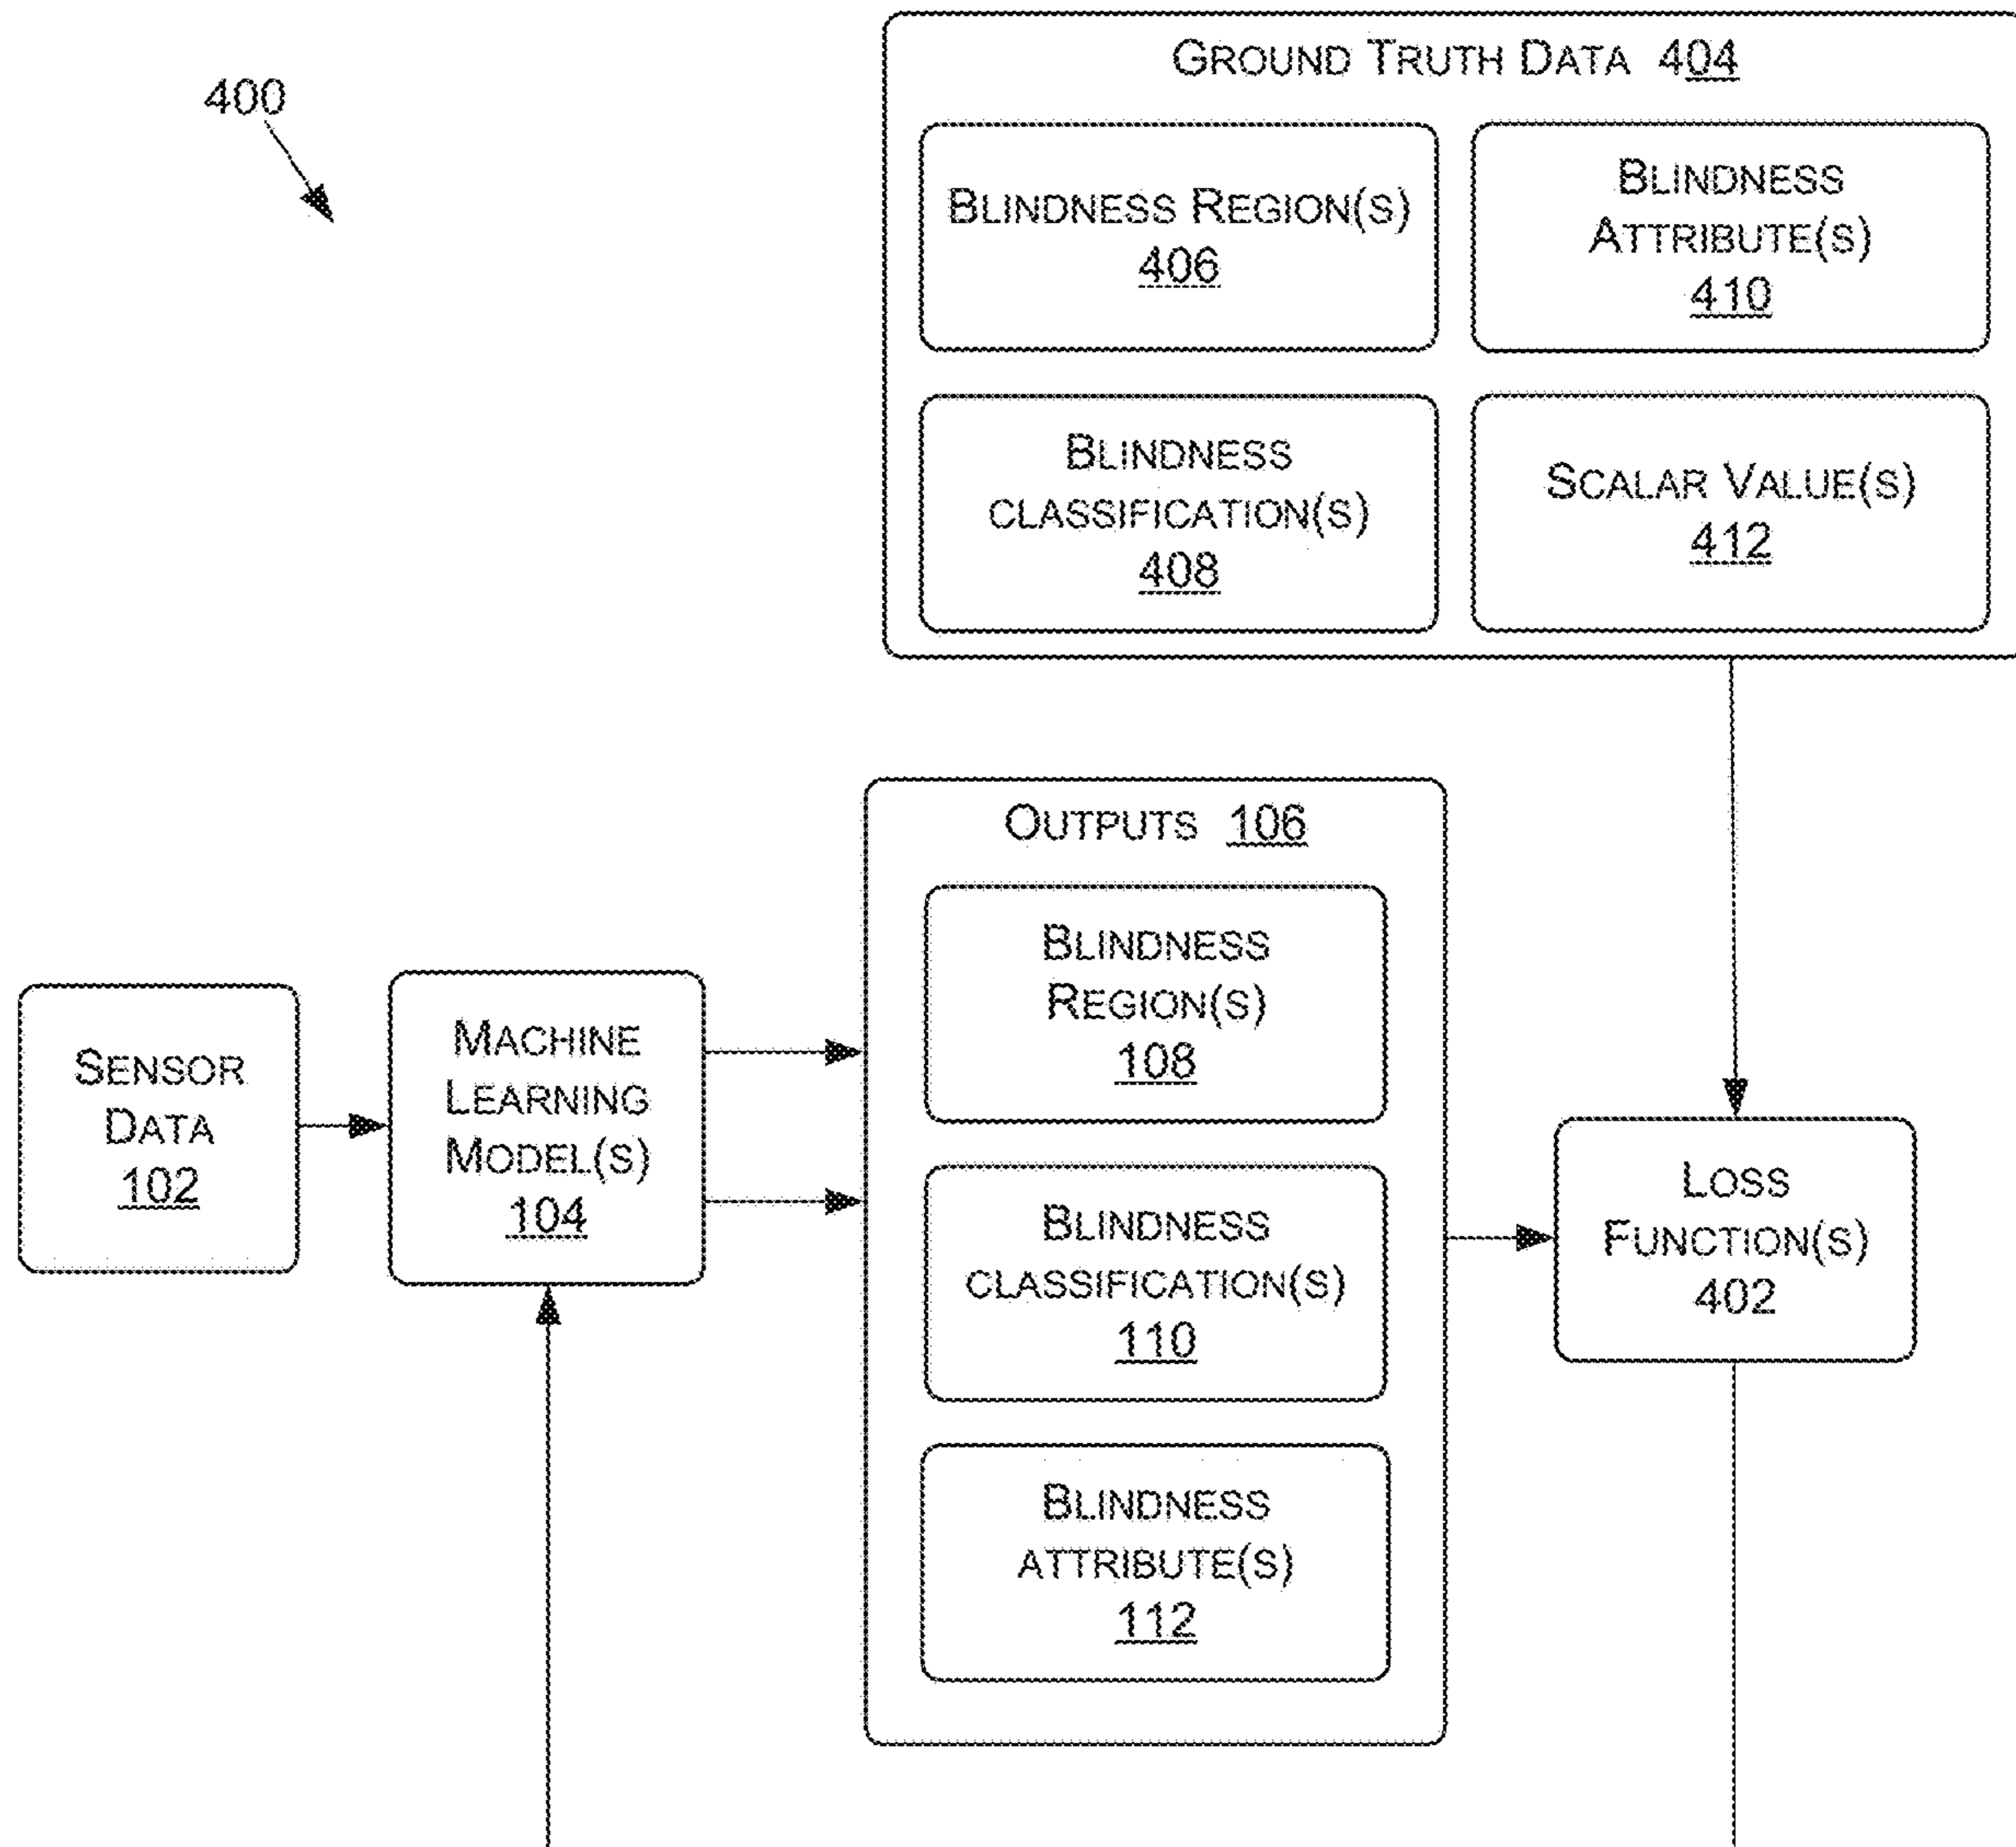 400
GROUND TRUTH DATA 404
BLINDNESS REGION(S)
406
BLINDNESS
ATTRIBUTE(S)
410
BLINDNESS
CLASSIFICATION(S)
408
SCALAR VALUE(S)
412
SENSOR
DATA
102
MACHINE
LEARNING
MODEL(S)
104
OUTPUTS 106
BLINDNESS
REGION(S)
108
BLINDNESS
CLASSIFICATION(S)
110
BLINDNESS
ATTRIBUTE(S)
112
LOSS
FUNCTION(S)
402